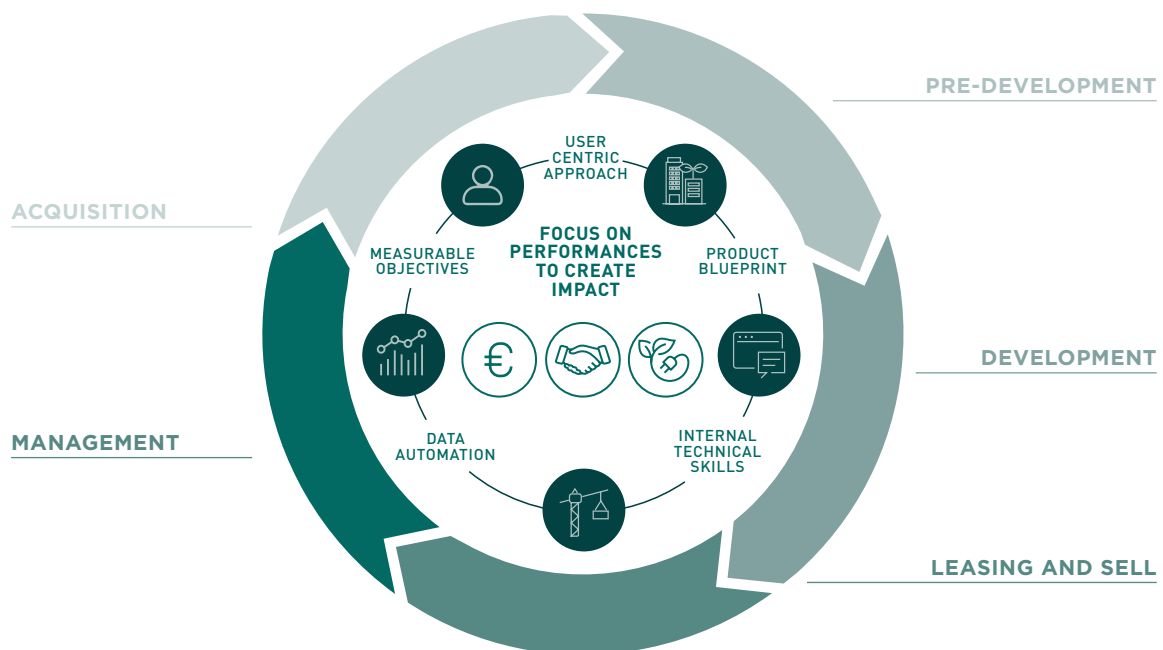 PRE-DEVELOPMENT
USER
CENTRIC
APPROACH
ACQUISITION
FOCUS ON
PERFORMANCES
TO CREATE
IMPACT
MEASURABLE
OBJECTIVES
PRODUCT
BLUEPRINT
€
DEVELOPMENT
MANAGEMENT
DATA
AUTOMATION
INTERNAL
TECHNICAL
SKILLS
LEASING AND SELL